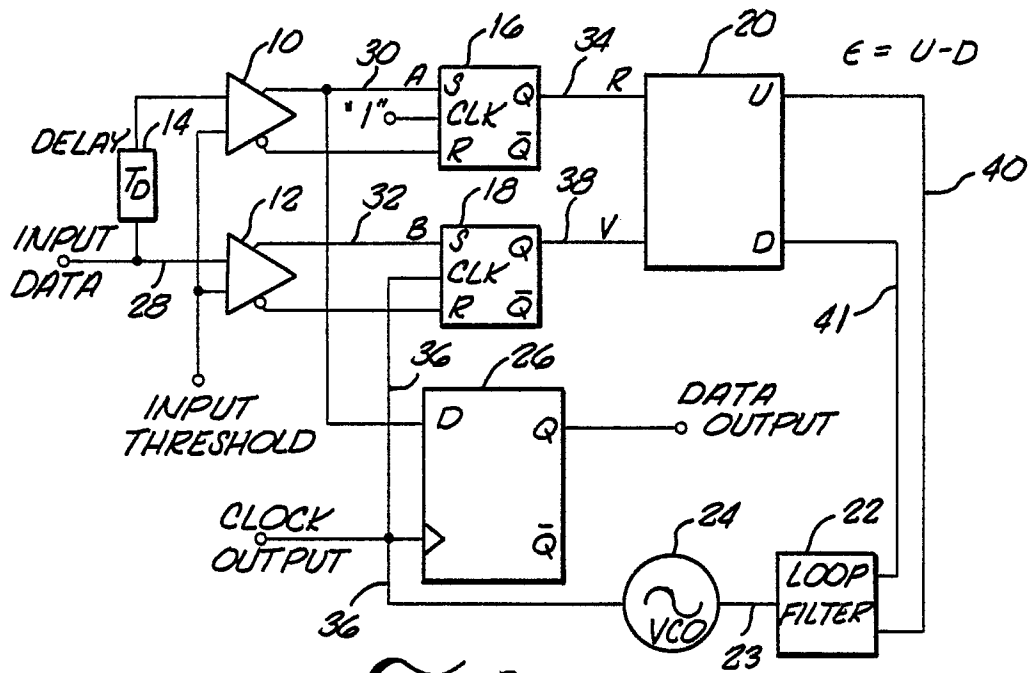 10
30
A
16
34
R
20
ε = U-D
S
Q
U
"1"
CLK
R
Q̄
DELAY
14
T_D
40
12
32
B
18
38
V
S
Q
D
INPUT
DATA
28
CLK
R
Q̄
41
36
26
INPUT
THRESHOLD
D
Q
DATA
OUTPUT
CLOCK
OUTPUT
Q̄
24
22
LOOP
FILTER
VCO
36
23